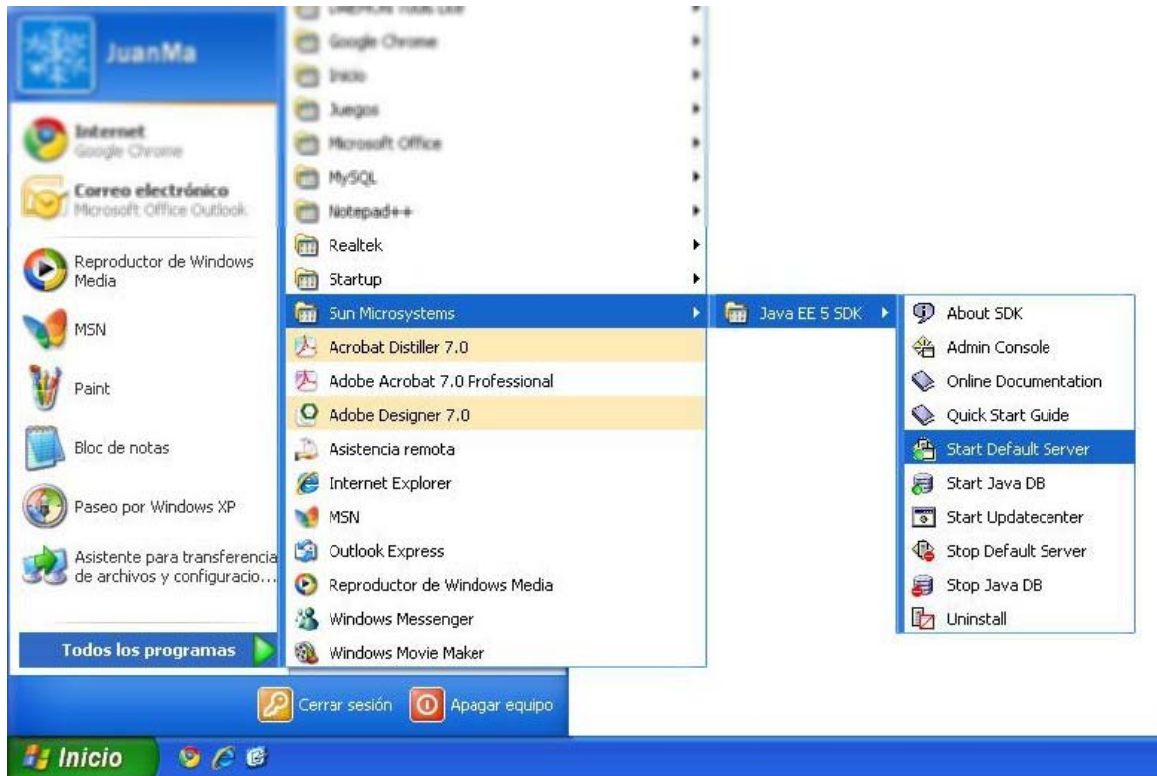 JuanMa
Internet
Google Chrome
Correo electrónico
Microsoft Office Outlook
Reproductor de Windows
Media
MSN
Paint
Bloc de notas
Paseo por Windows XP
Asistente para transferencia
de archivos y configuracio...
Todos los programas
Google Chrome
Inicio
Juegos
Microsoft Office
MySQL
Notepad++
Realtek
Startup
Sun Microsystems
Acrobat Distiller 7.0
Adobe Acrobat 7.0 Professional
Adobe Designer 7.0
Asistencia remota
Internet Explorer
MSN
Outlook Express
Reproductor de Windows Media
Windows Messenger
Windows Movie Maker
Java EE 5 SDK
About SDK
Admin Console
Online Documentation
Quick Start Guide
Start Default Server
Start Java DB
Start Updatecenter
Stop Default Server
Stop Java DB
Uninstall
Cerrar sesión
Apagar equipo
Inicio